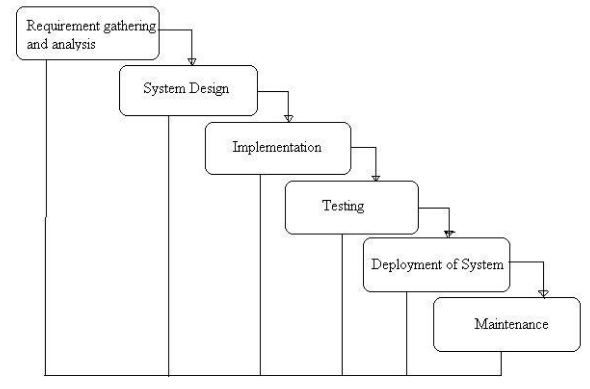 Requirement gathering
and analysis
System Design
Implementation
Testing
Deployment of System
Maintenance